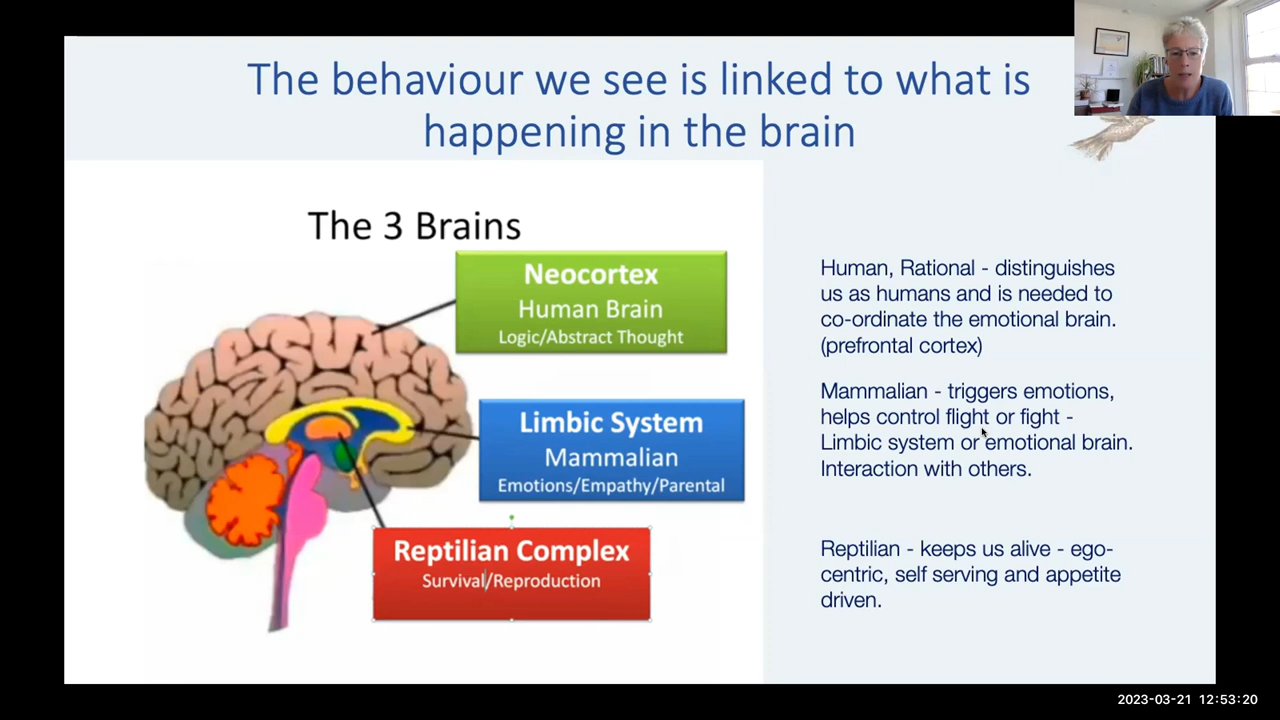 The behaviour we see is linked to what is
happening in the brain
The 3 Brains
Neocortex
Human Brain
Logic/Abstract Thought
Limbic System
Mammalian
Emotions/Empathy/Parental
Reptilian Complex
Survival/Reproduction
Human, Rational - distinguishes
us as humans and is needed to
co-ordinate the emotional brain.
(prefrontal cortex)
Mammalian - triggers emotions,
helps control flight or fight -
Limbic system or emotional brain.
Interaction with others.
Reptilian - keeps us alive - ego-
centric, self serving and appetite
driven.
2023-03-21 12:53:20